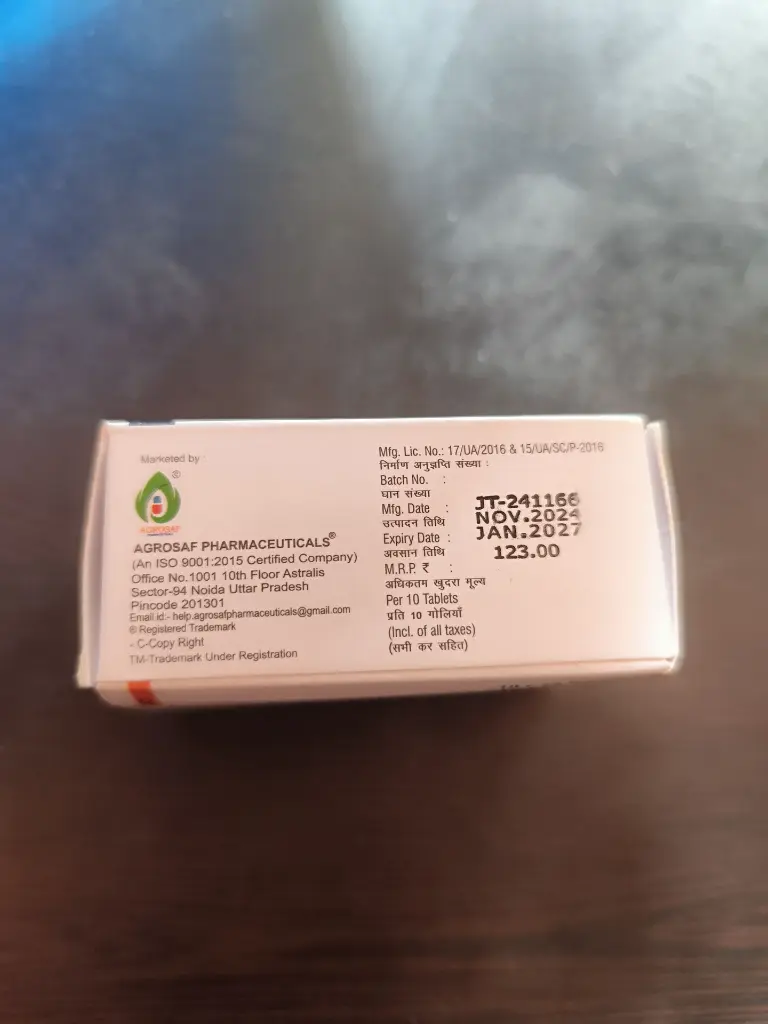 Marketed by :
®
AGROSAF
AGROSAF PHARMACEUTICALS®
(An ISO 9001:2015 Certified Company)
Office No.1001 10th Floor Astralis
Sector-94 Noida Uttar Pradesh
Pincode 201301
Email id:- help.agrosafpharmaceuticals@gmail.com
® Registered Trademark
- C-Copy Right
TM-Trademark Under Registration
Mfg. Lic. No.: 17/UA/2016 & 15/UA/SC/P-2016
निर्माण अनुज्ञप्ति संख्या :
Batch No. :
घान संख्या
Mfg. Date :
उत्पादन तिथि
Expiry Date :
अवसान तिथि
M.R.P. ₹ :
अधिकतम खुदरा मूल्य
Per 10 Tablets
प्रति 10 गोलियाँ
(Incl. of all taxes)
(सभी कर सहित)
JT-241166
NOV.2024
JAN.2027
123.00